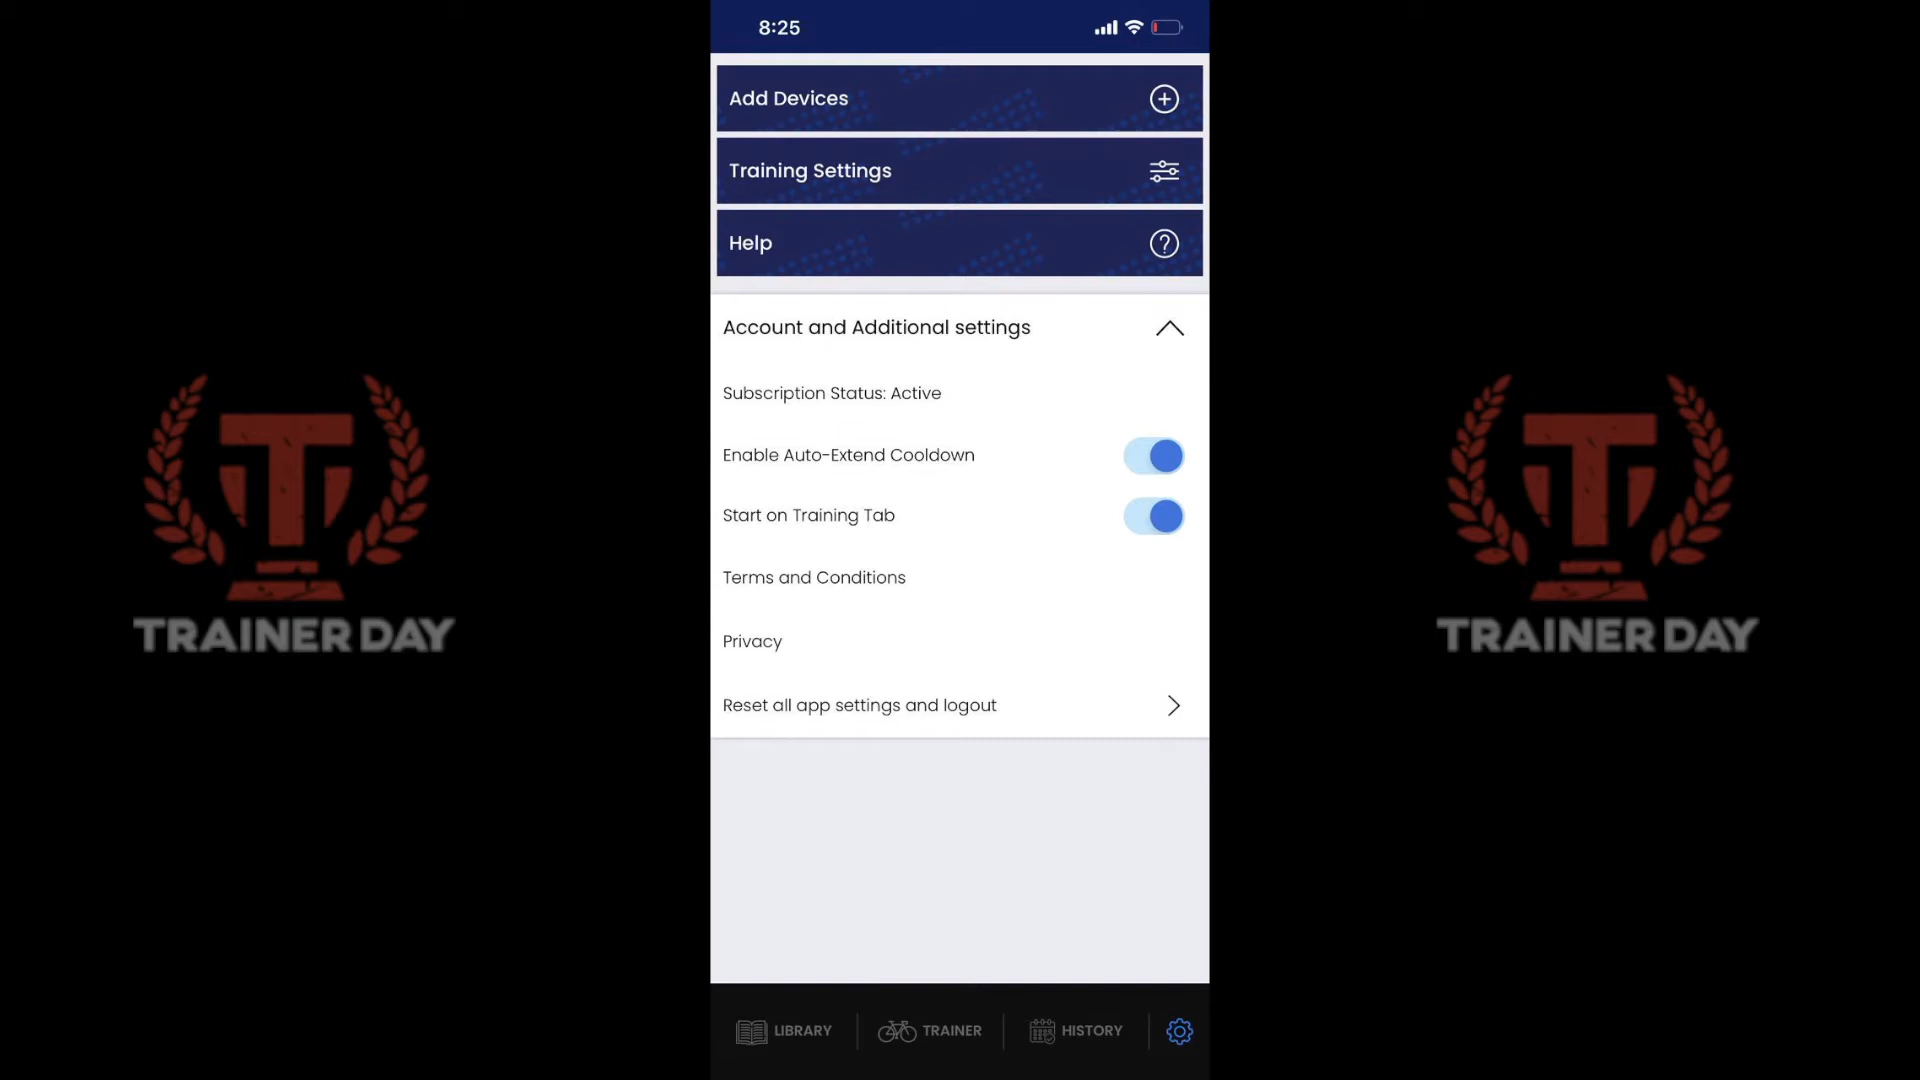 8:25
Add Devices
Training Settings
Help
Account and Additional settings
Subscription Status: Active
Enable Auto-Extend Cooldown
Start on Training Tab
Terms and Conditions
Privacy
Reset all app settings and logout
LIBRARY
TRAINER
HISTORY
TRAINER DAY
TRAINER DAY